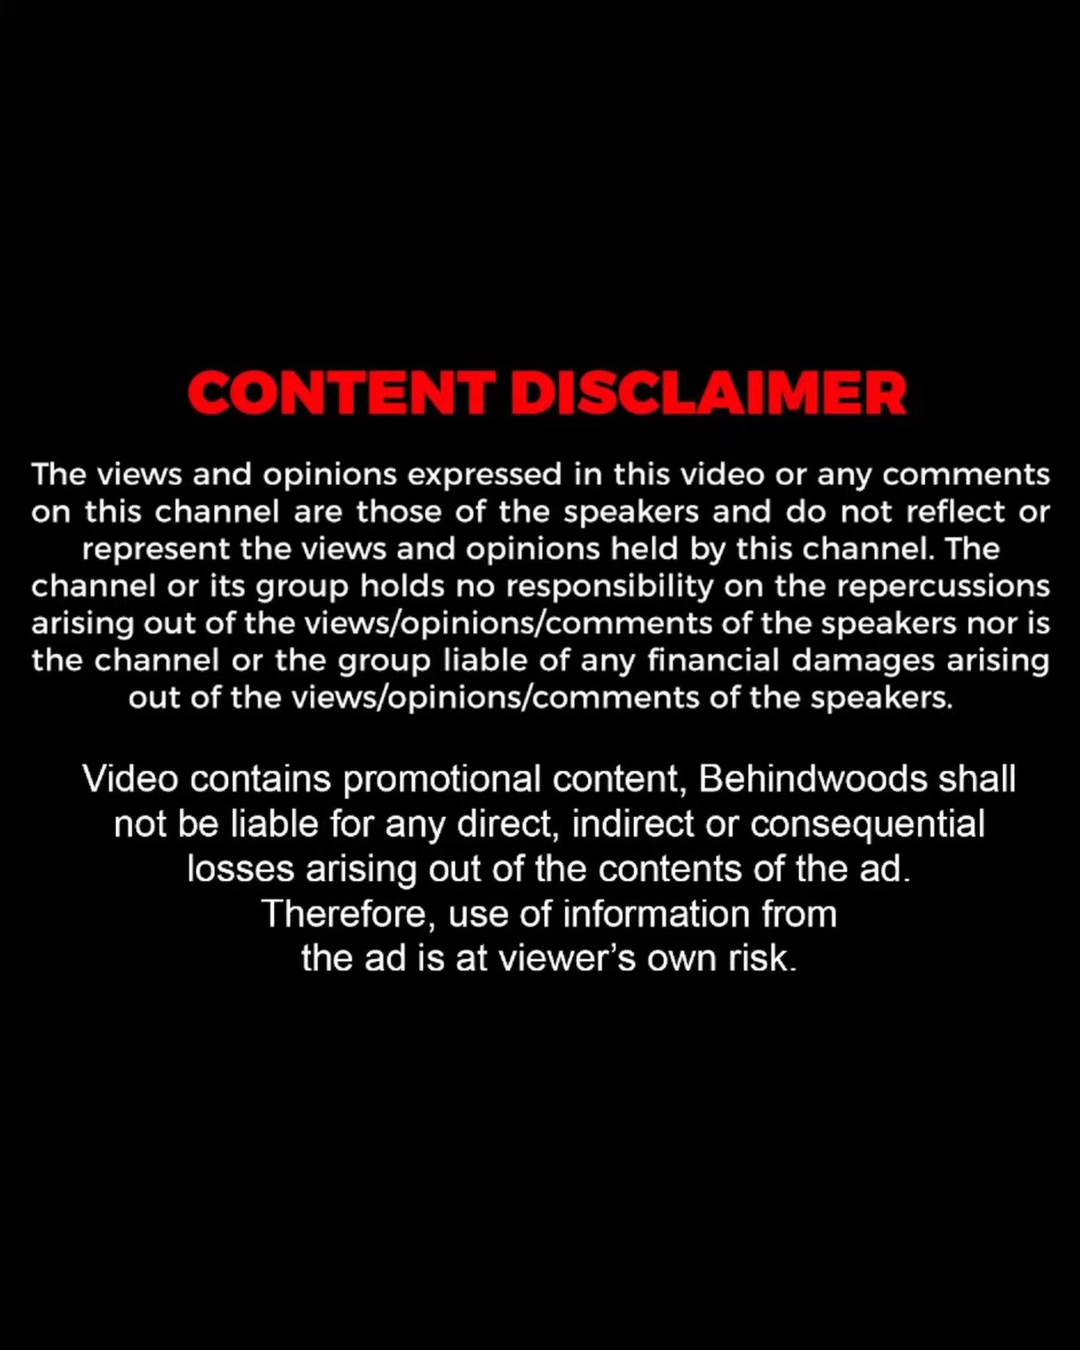 CONTENT DISCLAIMER
The views and opinions expressed in this video or any comments
on this channel are those of the speakers and do not reflect or
represent the views and opinions held by this channel. The
channel or its group holds no responsibility on the repercussions
arising out of the views/opinions/comments of the speakers nor is
the channel or the group liable of any financial damages arising
out of the views/opinions/comments of the speakers.
Video contains promotional content, Behindwoods shall
not be liable for any direct, indirect or consequential
losses arising out of the contents of the ad.
Therefore, use of information from
the ad is at viewer’s own risk.